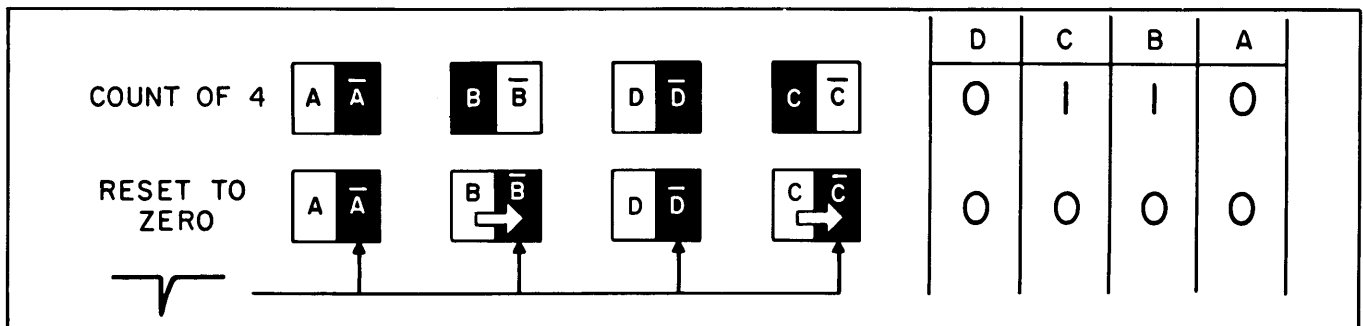 D C B A
COUNT OF 4 A A̅ B B̅ D D̅ C C̅ 0 1 1 0
RESET TO ZERO A A̅ B B̅ D D̅ C C̅ 0 0 0 0